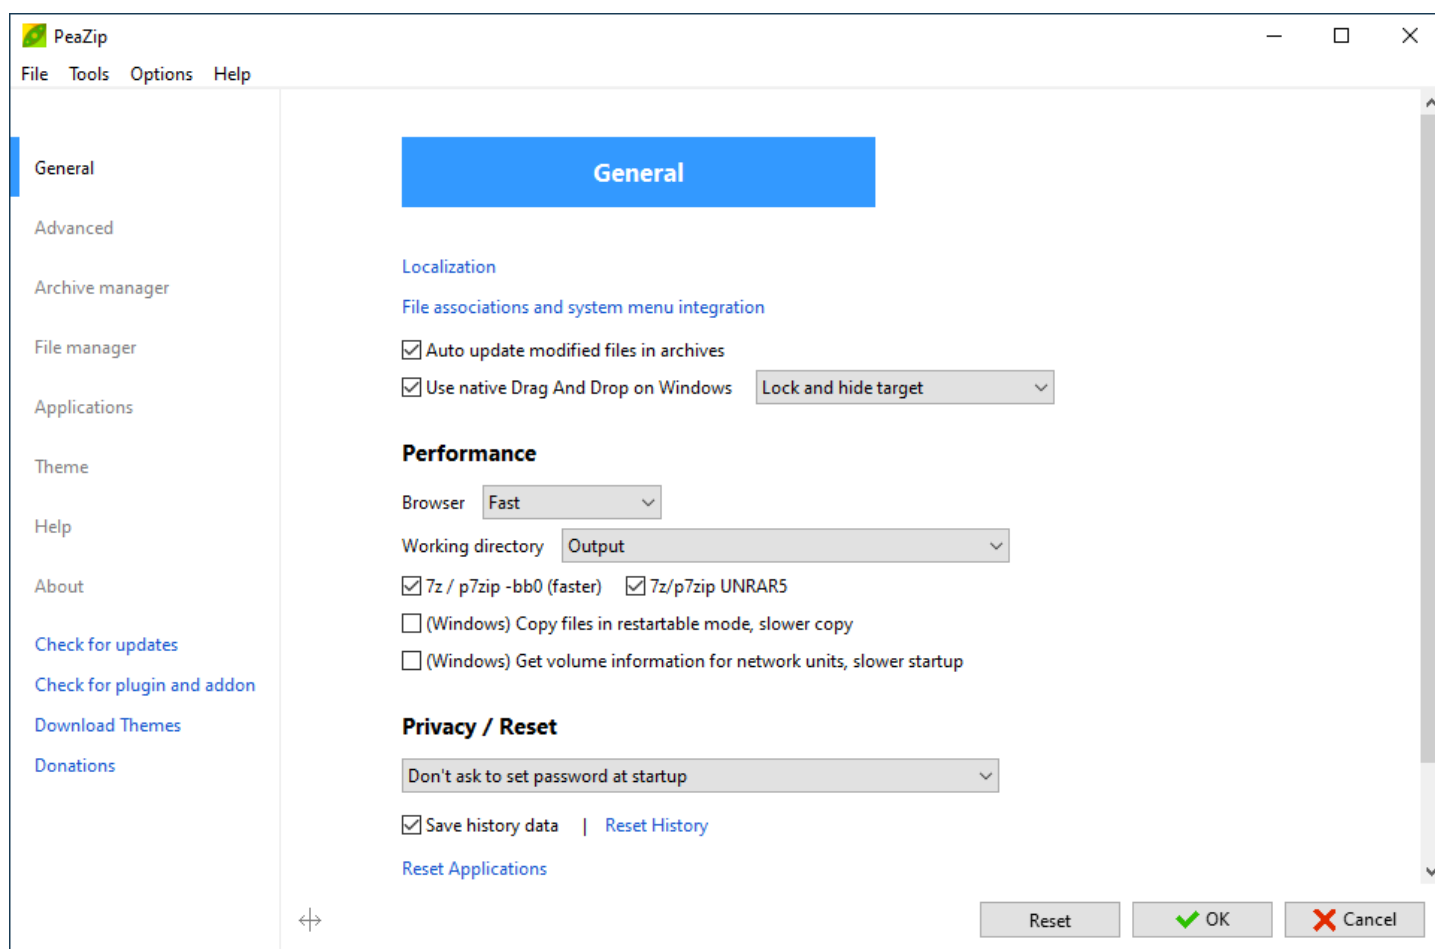 PeaZip
File Tools Options Help
General
Advanced
Archive manager
File manager
Applications
Theme
Help
About
Check for updates
Check for plugin and addon
Download Themes
Donations
General
Localization
File associations and system menu integration
Auto update modified files in archives
Use native Drag And Drop on Windows Lock and hide target
Performance
Browser Fast
Working directory Output
7z / p7zip -bb0 (faster) 7z/p7zip UNRAR5
(Windows) Copy files in restartable mode, slower copy
(Windows) Get volume information for network units, slower startup
Privacy / Reset
Don't ask to set password at startup
Save history data | Reset History
Reset Applications
Reset OK Cancel